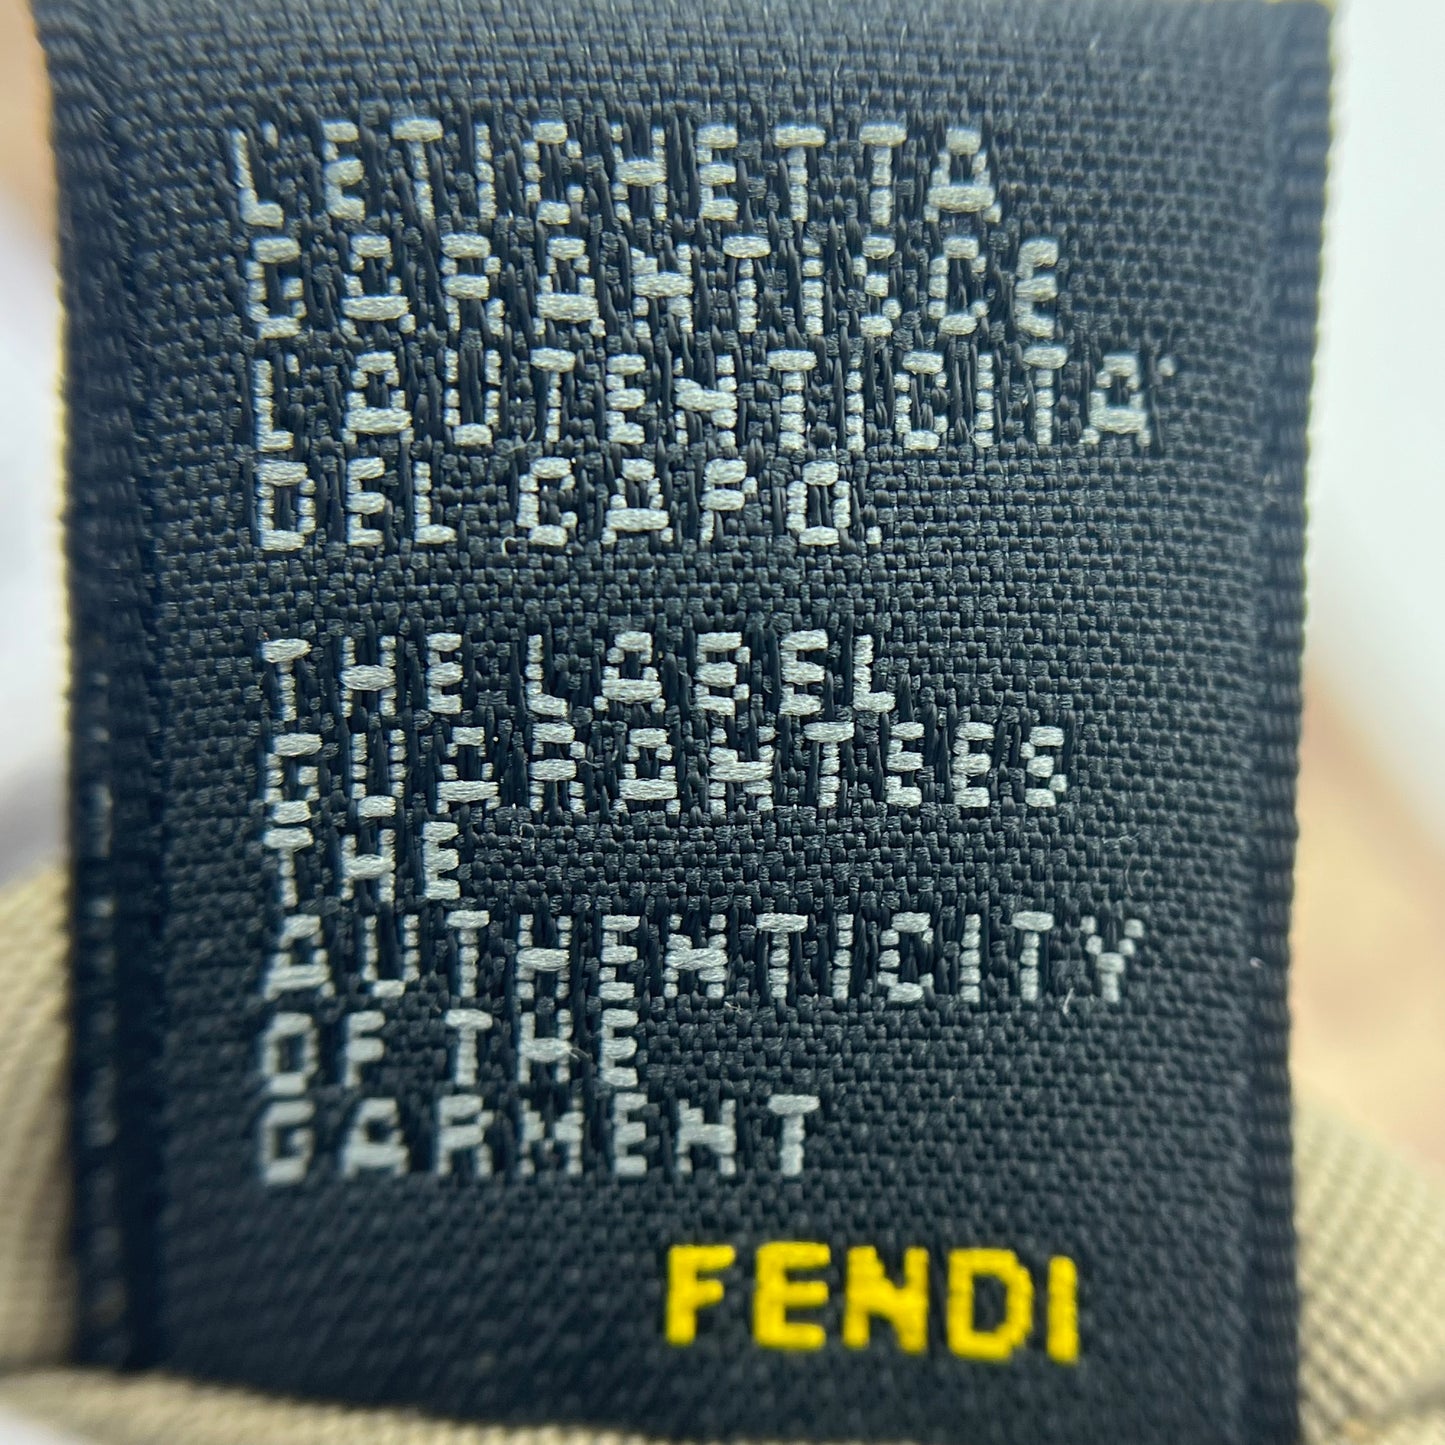 L'ETICHETTA
GARANTISCE
L'AUTENTICITA'
DEL CAPO.
THE LABEL
GUARANTEES
THE
AUTHENTICITY
OF THE
GARMENT
FENDI